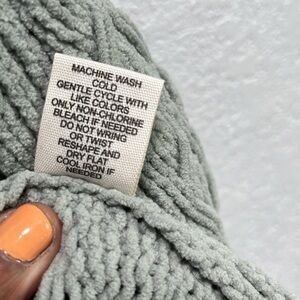 MACHINE WASH
COLD
GENTLE CYCLE WITH
LIKE COLORS
ONLY NON-CHLORINE
BLEACH IF NEEDED
DO NOT WRING
OR TWIST
RESHAPE AND
DRY FLAT
COOL IRON IF
NEEDED